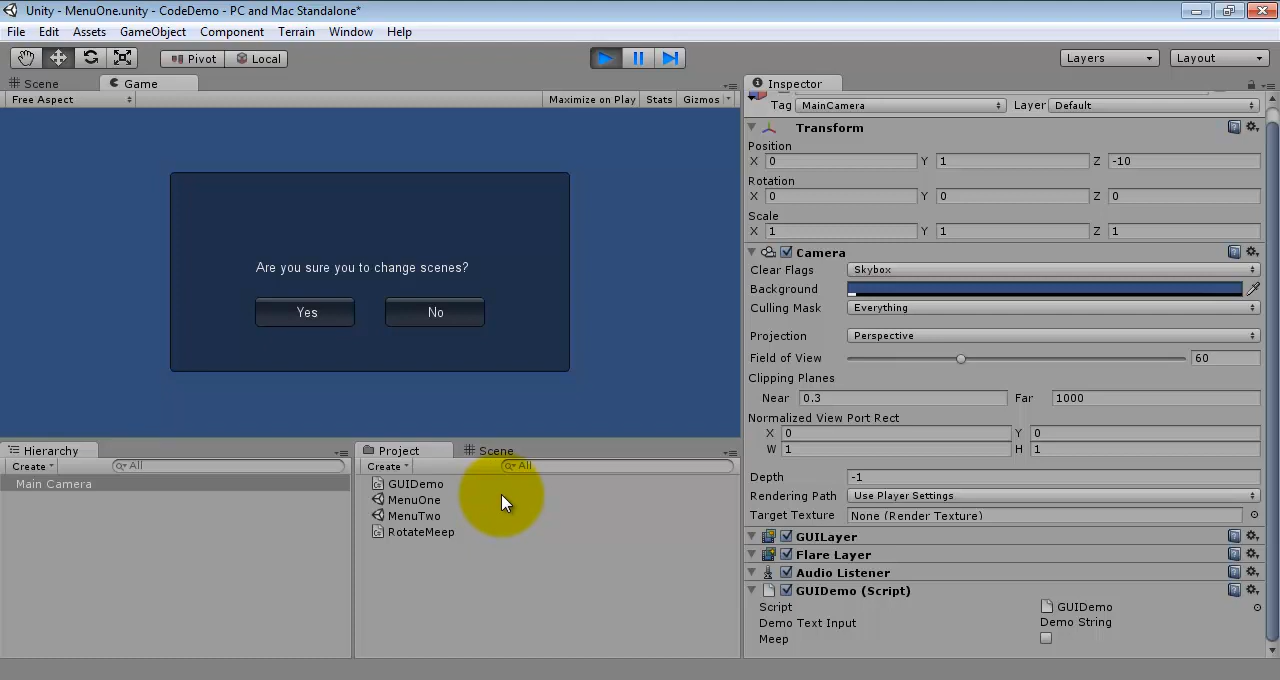 Unity - MenuOne.unity - CodeDemo - PC and Mac Standalone*
File Edit Assets GameObject Component Terrain Window Help
Pivot Local Layers Layout
Scene Game
Free Aspect Maximize on Play Stats Gizmos
Are you sure you to change scenes?
Yes No
Hierarchy
Create All
Main Camera
Project Scene
Create All
GUIDemo
MenuOne
MenuTwo
RotateMeep
Inspector
Tag MainCamera Layer Default
Transform
Position
X 0 Y 1 Z -10
Rotation
X 0 Y 0 Z 0
Scale
X 1 Y 1 Z 1
Camera
Clear Flags Skybox
Background
Culling Mask Everything
Projection Perspective
Field of View 60
Clipping Planes
Near 0.3 Far 1000
Normalized View Port Rect
X 0 Y 0
W 1 H 1
Depth -1
Rendering Path Use Player Settings
Target Texture None (Render Texture)
GUILayer
Flare Layer
Audio Listener
GUIDemo (Script)
Script GUIDemo
Demo Text Input Demo String
Meep